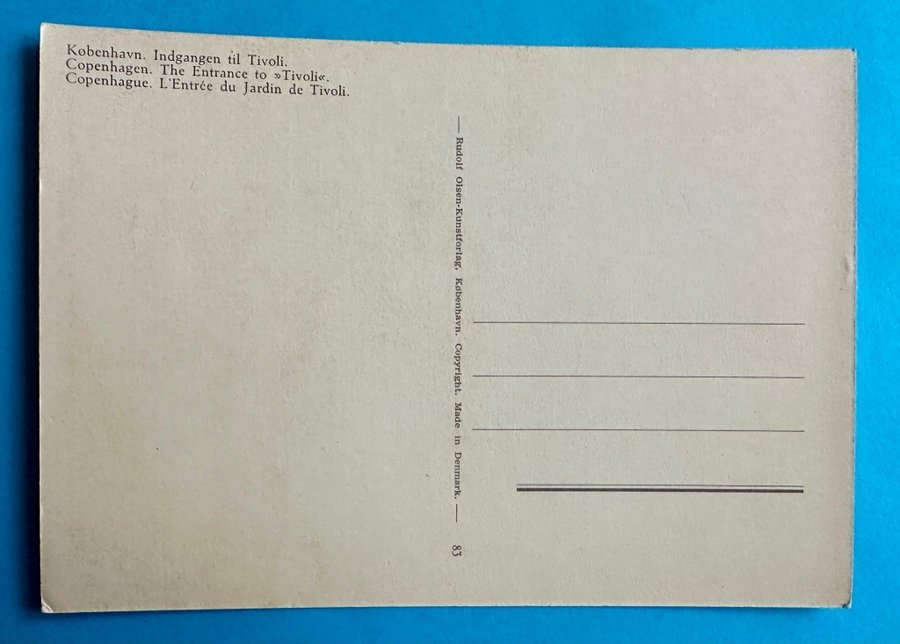 København. Indgangen til Tivoli.
Copenhagen. The Entrance to »Tivoli«.
Copenhague. L'Entrée du Jardin de Tivoli.
— Rudolf Olsen-Kunstforlag, København. Copyright. Made in Denmark. — 83